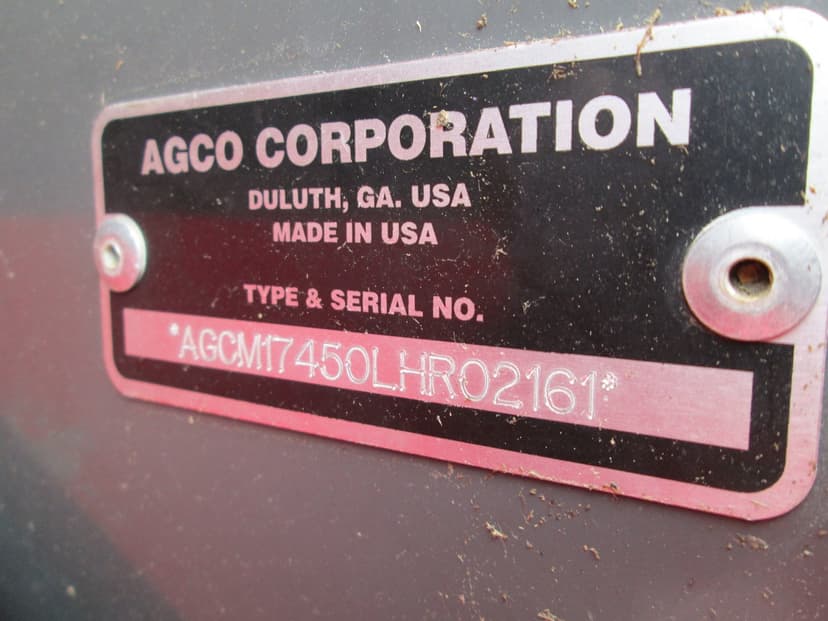 AGCO CORPORATION
DULUTH, GA. USA
MADE IN USA
TYPE & SERIAL NO.
*AGCM17450LHR02161*